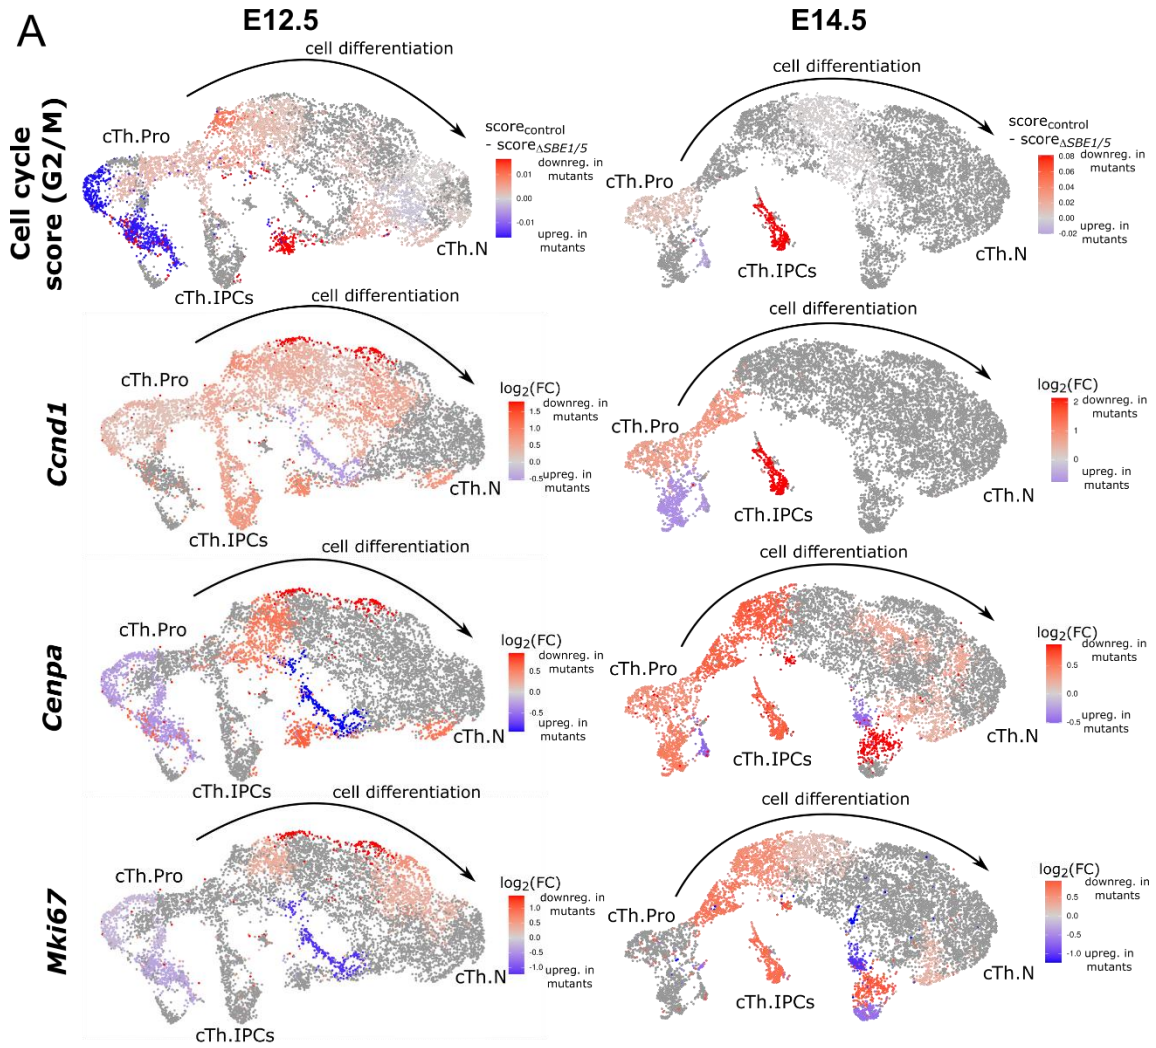 A
E12.5
E14.5
Cell cycle
score (G2/M)
cell differentiation
cTh.Pro
cTh.IPCs
cTh.N
score_control
- score_ΔSBE1/5
downreg. in
mutants
0.01
0.00
-0.01
upreg. in
mutants
cell differentiation
cTh.Pro
cTh.IPCs
cTh.N
score_control
- score_ΔSBE1/5
downreg. in
mutants
0.08
0.06
0.04
0.02
0.00
-0.02
upreg. in
mutants
Ccnd1
cell differentiation
cTh.Pro
cTh.IPCs
cTh.N
log2(FC)
downreg. in
mutants
1.5
1.0
0.5
0.0
-0.5
upreg. in
mutants
cell differentiation
cTh.Pro
cTh.IPCs
cTh.N
log2(FC)
downreg. in
mutants
2
1
0
upreg. in
mutants
Cenpa
cell differentiation
cTh.Pro
cTh.IPCs
cTh.N
log2(FC)
downreg. in
mutants
0.5
0.0
-0.5
upreg. in
mutants
cell differentiation
cTh.Pro
cTh.IPCs
cTh.N
log2(FC)
downreg. in
mutants
0.5
0.0
-0.5
upreg. in
mutants
Mki67
cell differentiation
cTh.Pro
cTh.IPCs
cTh.N
log2(FC)
downreg. in
mutants
1.0
0.5
0.0
-0.5
-1.0
upreg. in
mutants
cell differentiation
cTh.Pro
cTh.IPCs
cTh.N
log2(FC)
downreg. in
mutants
0.5
0.0
-0.5
-1.0
upreg. in
mutants